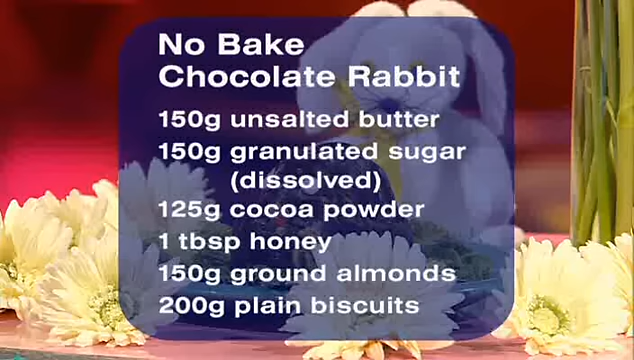 No Bake
Chocolate Rabbit
150g unsalted butter
150g granulated sugar
(dissolved)
125g cocoa powder
1 tbsp honey
150g ground almonds
200g plain biscuits